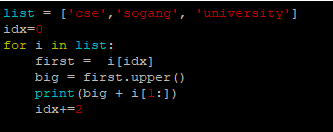 list = ['cse','sogang', 'university']
idx=0
for i in list:
    first =  i[idx]
    big = first.upper()
    print(big + i[1:])
    idx+=2